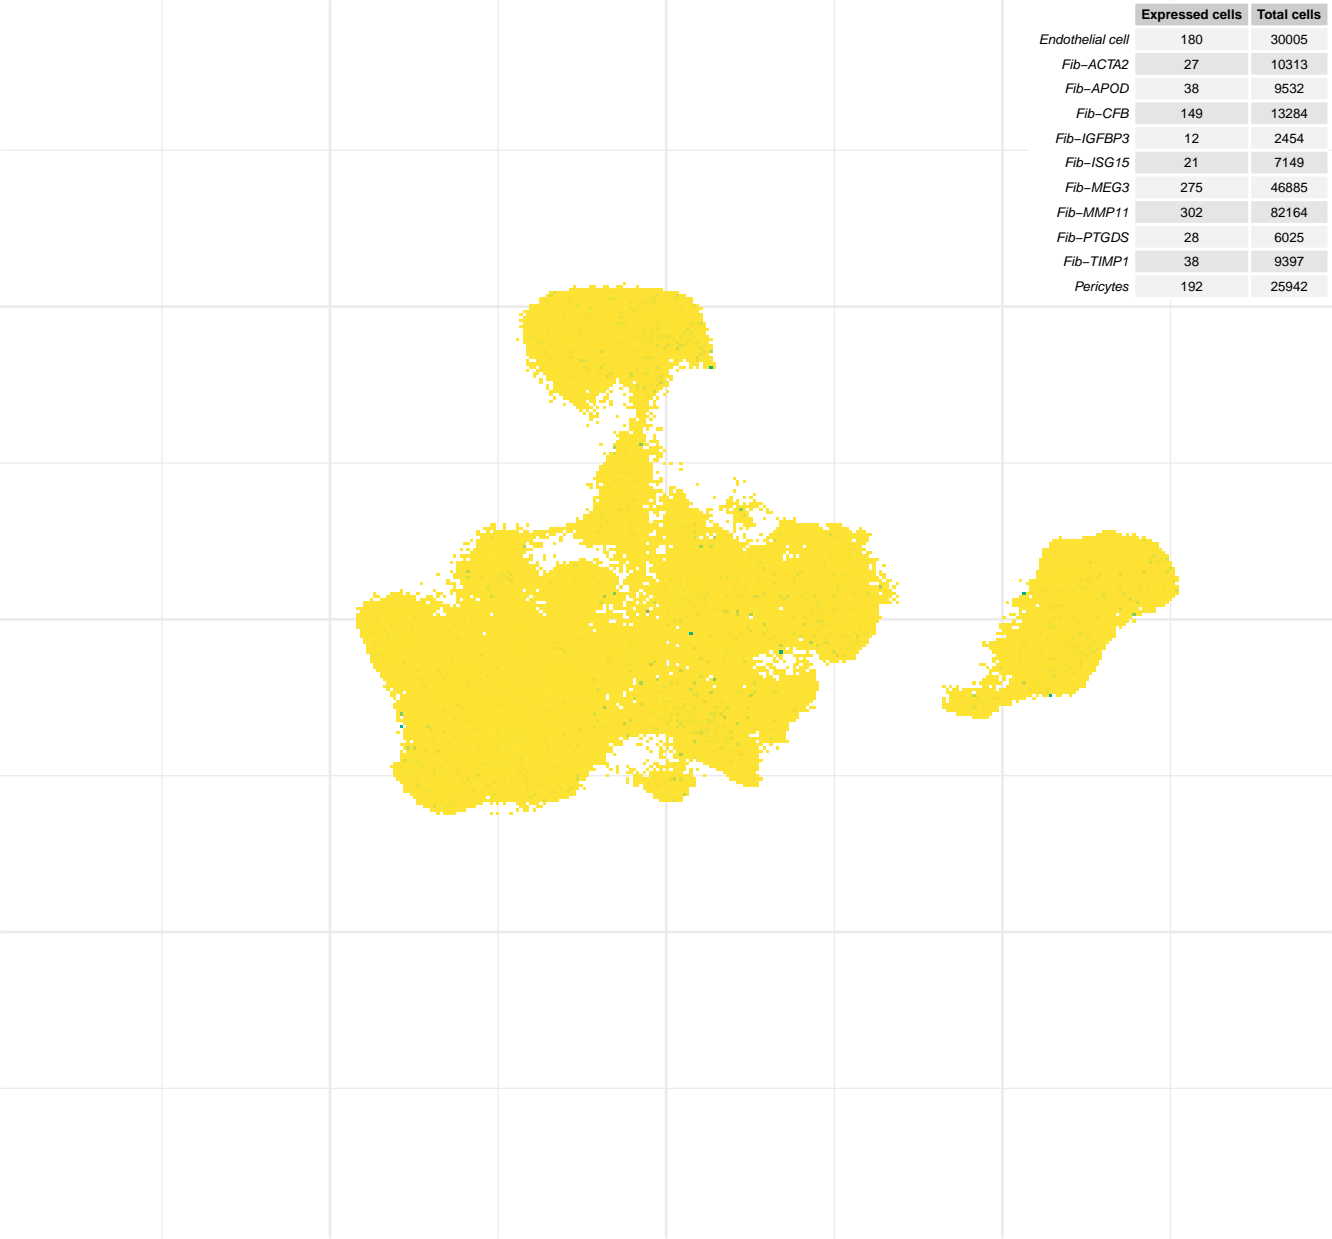 Expressed cells Total cells
Endothelial cell 180 30005
Fib−ACTA2 27 10313
Fib−APOD 38 9532
Fib−CFB 149 13284
Fib−IGFBP3 12 2454
Fib−ISG15 21 7149
Fib−MEG3 275 46885
Fib−MMP11 302 82164
Fib−PTGDS 28 6025
Fib−TIMP1 38 9397
Pericytes 192 25942